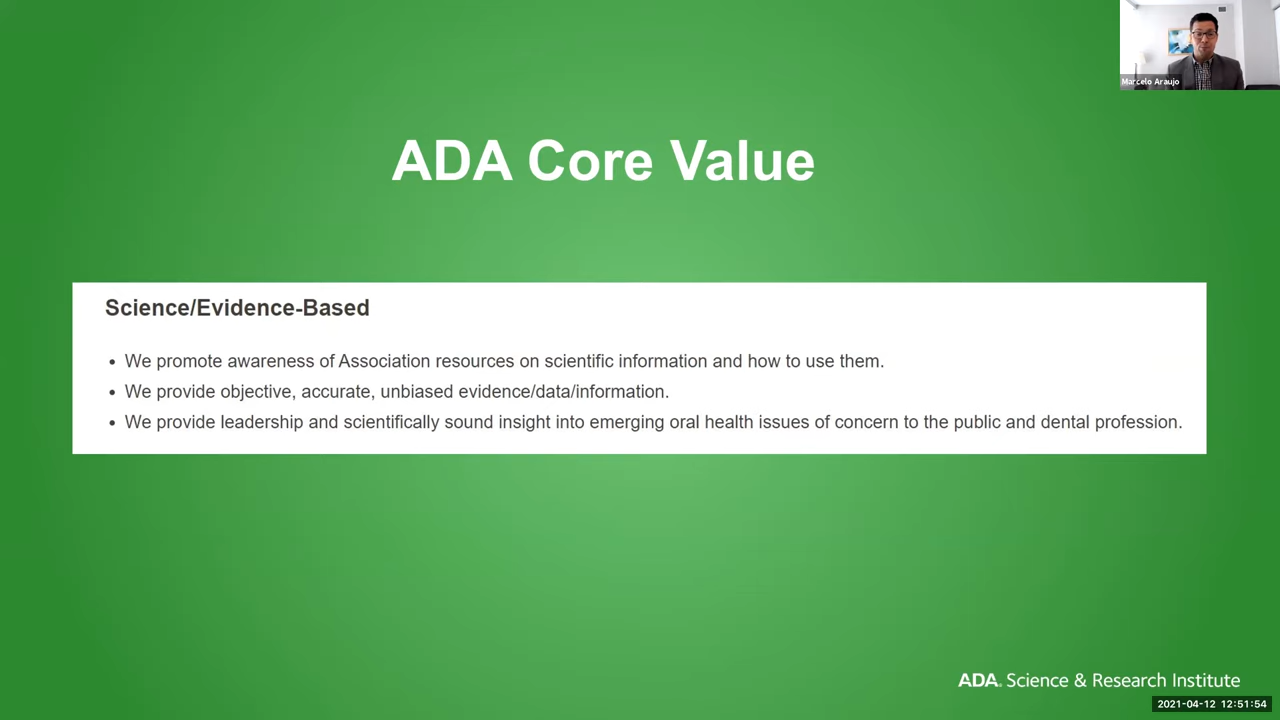 Marcelo Araujo
ADA Core Value
Science/Evidence-Based
• We promote awareness of Association resources on scientific information and how to use them.
• We provide objective, accurate, unbiased evidence/data/information.
• We provide leadership and scientifically sound insight into emerging oral health issues of concern to the public and dental profession.
ADA. Science & Research Institute
2021-04-12 12:51:54